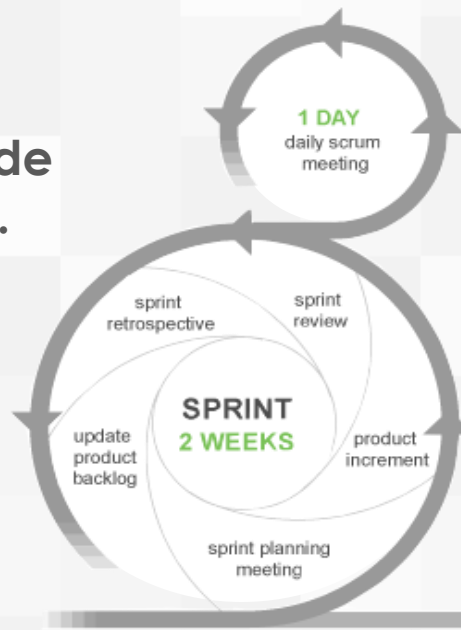 de
.
1 DAY
daily scrum
meeting
sprint
retrospective
sprint
review
SPRINT
2 WEEKS
update
product
backlog
product
increment
sprint planning
meeting